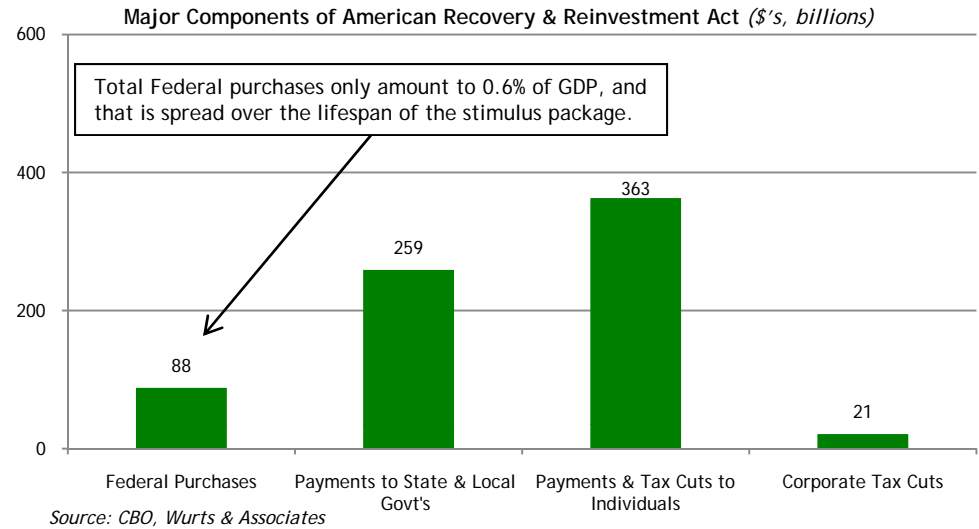 Major Components of American Recovery & Reinvestment Act ($'s, billions)
600
Total Federal purchases only amount to 0.6% of GDP, and
that is spread over the lifespan of the stimulus package.
400
363
259
200
88
21
0
Federal Purchases
Payments to State & Local
Govt's
Payments & Tax Cuts to
Individuals
Corporate Tax Cuts
Source: CBO, Wurts & Associates